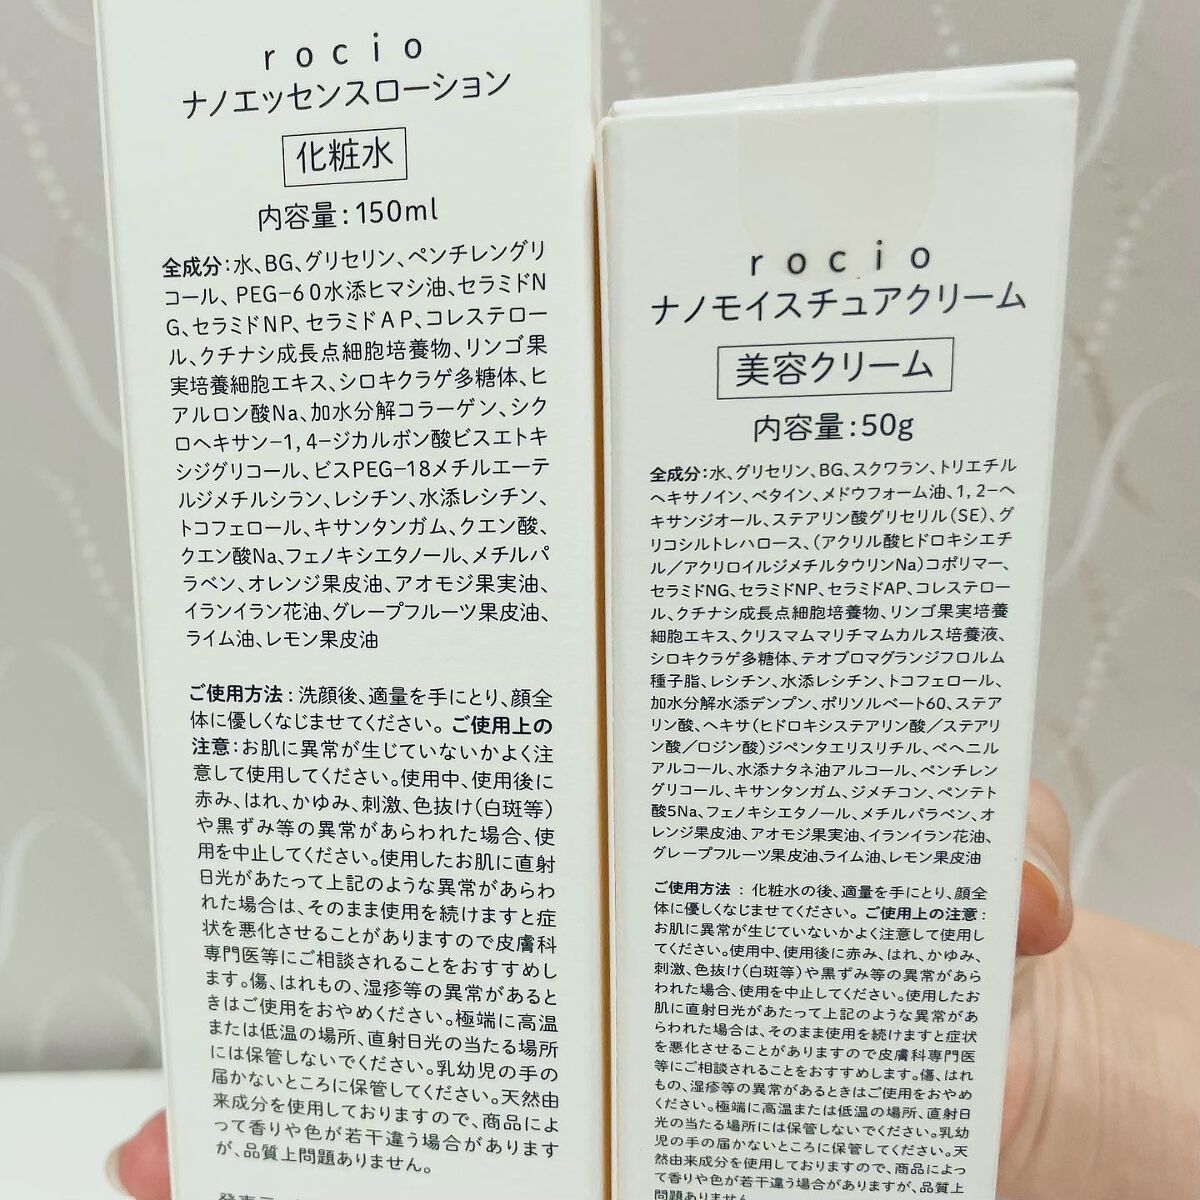 rocio
ナノエッセンスローション
化粧水
内容量:150ml
全成分:水、BG、グリセリン、ペンチレングリ
コール、PEG-60水添ヒマシ油、セラミドN
G、セラミドNP、セラミドAP、コレステロー
ル、クチナシ成長点細胞培養物、リンゴ果
実培養細胞エキス、シロキクラゲ多糖体、ヒ
アルロン酸Na、加水分解コラーゲン、シク
ロヘキサン-1,4-ジカルボン酸ビスエトキ
シジグリコール、ビスPEG-18メチルエーテ
ルジメチルシラン、レシチン、水添レシチン、
トコフェロール、キサンタンガム、クエン酸、
クエン酸Na、フェノキシエタノール、メチルパ
ラベン、オレンジ果皮油、アオモジ果実油、
イランイラン花油、グレープフルーツ果皮油、
ライム油、レモン果皮油
ご使用方法:洗顔後、適量を手にとり、顔全
体に優しくなじませてください。ご使用上の
注意:お肌に異常が生じていないかよく注
意して使用してください。使用中、使用後に
赤み、はれ、かゆみ、刺激、色抜け(白斑等)
や黒ずみ等の異常があらわれた場合、使
用を中止してください。使用したお肌に直射
日光があたって上記のような異常があらわ
れた場合は、そのまま使用を続けますと症
状を悪化させることがありますので皮膚科
専門医等にご相談されることをおすすめし
ます。傷、はれもの、湿疹等の異常があると
きはご使用をおやめください。極端に高温
または低温の場所、直射日光の当たる場所
には保管しないでください。乳幼児の手の
届かないところに保管してください。天然由
来成分を使用しておりますので、商品によ
って香りや色が若干違う場合があります
が、品質上問題ありません。
rocio
ナノモイスチュアクリーム
美容クリーム
内容量:50g
全成分:水、グリセリン、BG、スクワラン、トリエチル
ヘキサノイン、ベタイン、メドウフォーム油、1,2-ヘ
キサンジオール、ステアリン酸グリセリル(SE)、グ
リコシルトレハロース、(アクリル酸ヒドロキシエチ
ル/アクリロイルジメチルタウリンNa)コポリマー、
セラミドNG、セラミドNP、セラミドAP、コレステロー
ル、クチナシ成長点細胞培養物、リンゴ果実培養
細胞エキス、クリスマムマリチマムカルス培養液、
シロキクラゲ多糖体、テオブロマグランジフロルム
種子脂、レシチン、水添レシチン、トコフェロール、
加水分解水添デンプン、ポリソルベート60、ステア
リン酸、ヘキサ(ヒドロキシステアリン酸/ステアリ
ン酸/ロジン酸)ジペンタエリスリチル、ベヘニル
アルコール、水添ナタネ油アルコール、ペンチレン
グリコール、キサンタンガム、ジメチコン、ペンテト
酸5Na、フェノキシエタノール、メチルパラベン、オ
レンジ果皮油、アオモジ果実油、イランイラン花油、
グレープフルーツ果皮油、ライム油、レモン果皮油
ご使用方法:化粧水の後、適量を手にとり、顔全
体に優しくなじませてください。ご使用上の注意:
お肌に異常が生じていないかよく注意して使用し
てください。使用中、使用後に赤み、はれ、かゆみ、
刺激、色抜け(白斑等)や黒ずみ等の異常があら
われた場合、使用を中止してください。使用したお
肌に直射日光があたって上記のような異常があ
らわれた場合は、そのまま使用を続けますと症状
を悪化させることがありますので皮膚科専門医
等にご相談されることをおすすめします。傷、はれ
もの、湿疹等の異常があるときはご使用をおやめ
ください。極端に高温または低温の場所、直射日
光の当たる場所には保管しないでください。乳幼
児の手の届かないところに保管してください。天
然由来成分を使用しておりますので、商品によっ
て香りや色が若干違う場合がありますが、品質上
問題ありません